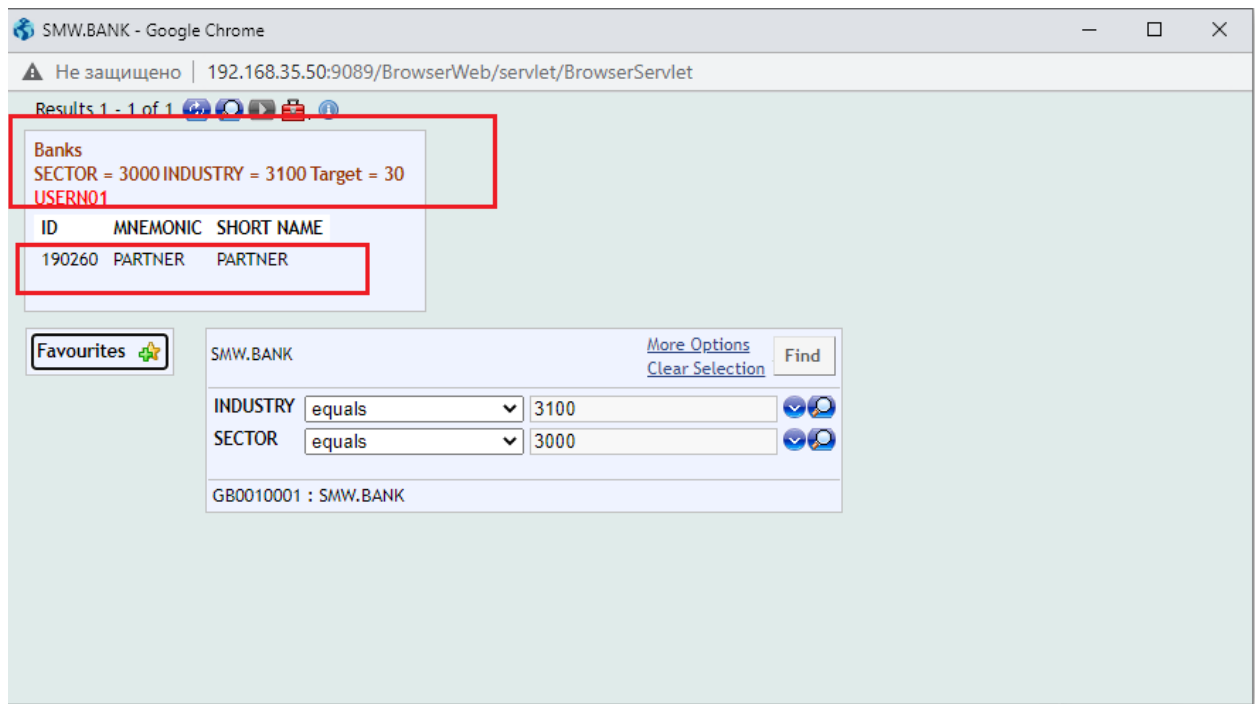 SMW.BANK - Google Chrome
Не защищено | 192.168.35.50:9089/BrowserWeb/servlet/BrowserServlet
Results 1 - 1 of 1
Banks
SECTOR = 3000 INDUSTRY = 3100 Target = 30
USERN01
ID MNEMONIC SHORT NAME
190260 PARTNER PARTNER
Favourites
SMW.BANK
More Options
Clear Selection
Find
INDUSTRY equals 3100
SECTOR equals 3000
GB0010001 : SMW.BANK